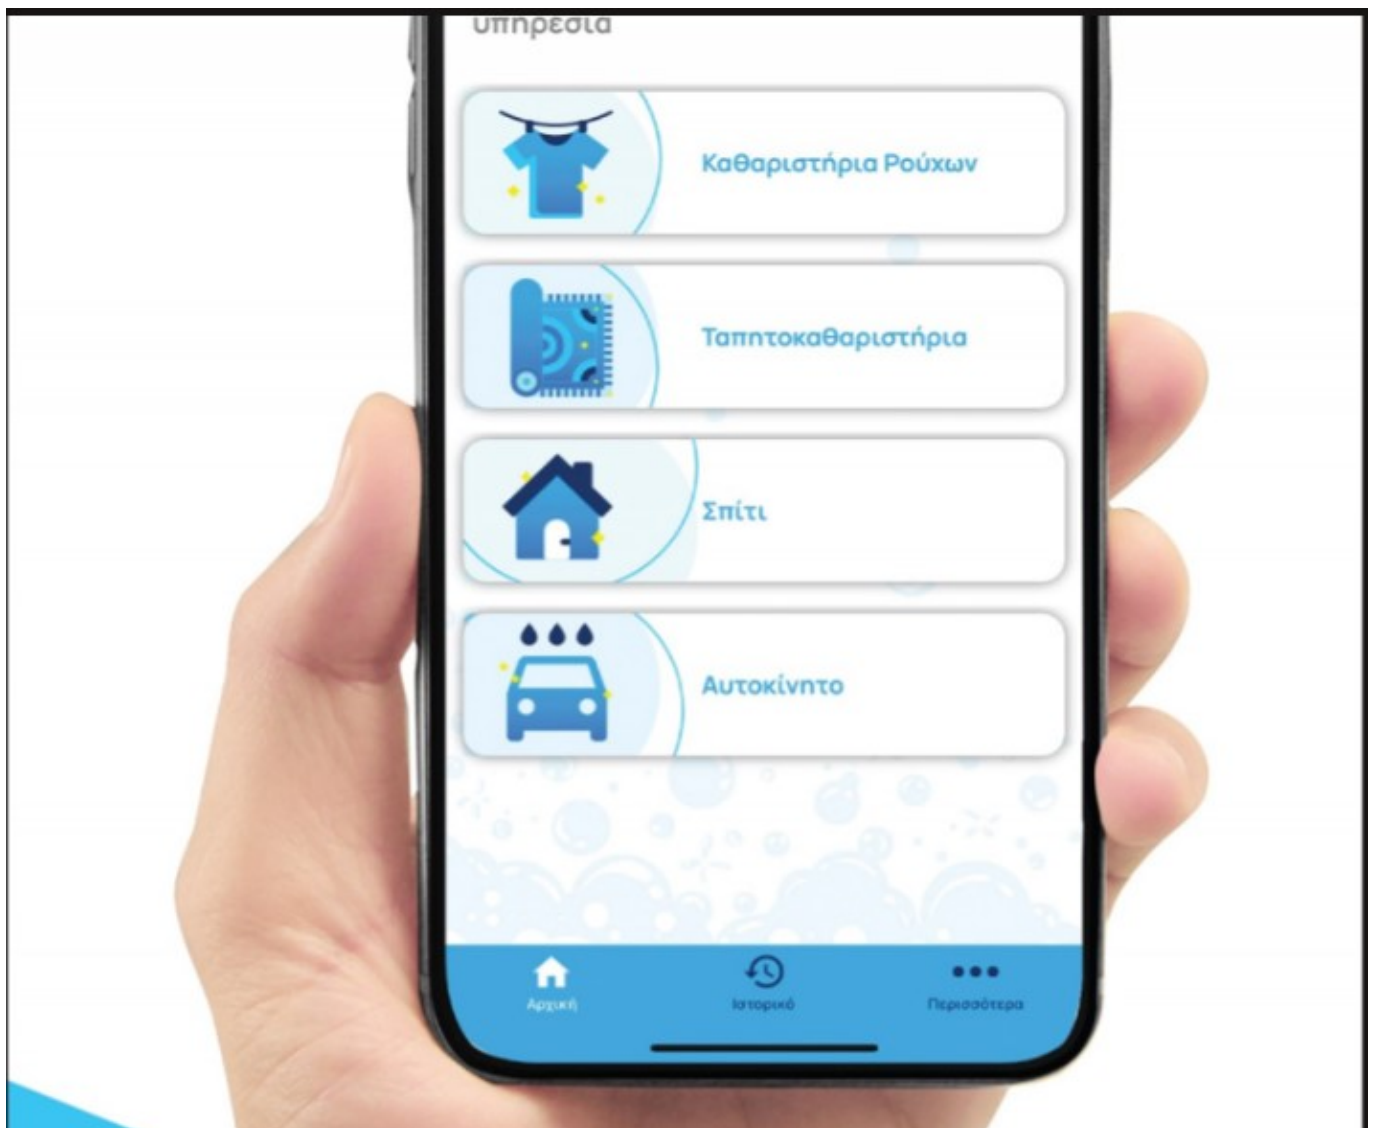 υπηρεσία
Καθαριστήρια Ρούχων
Ταπητοκαθαριστήρια
Σπίτι
Αυτοκίνητο
Αρχική
Ιστορικό
Περισσότερα